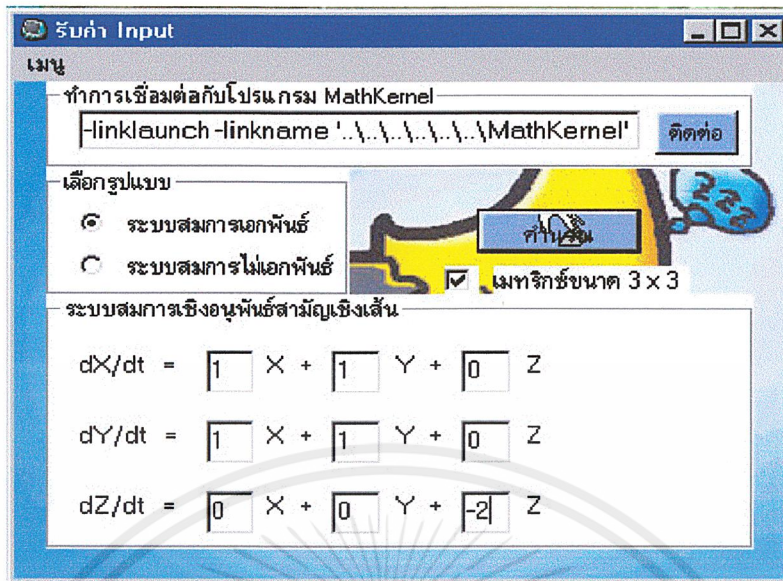 รับค่า Input
เมนู
ทำการเชื่อมต่อกับโปรแกรม MathKernel
-linklaunch -linkname '..\..\..\..\..\..\MathKernel' ติดต่อ
เลือกรูปแบบ
ระบบสมการเอกพันธ์
ระบบสมการไม่เอกพันธ์
คำนวณ
เมทริกซ์ขนาด 3 x 3
ระบบสมการเชิงอนุพันธ์สามัญเชิงเส้น
dX/dt = 1 X + 1 Y + 0 Z
dY/dt = 1 X + 1 Y + 0 Z
dZ/dt = 0 X + 0 Y + -2 Z